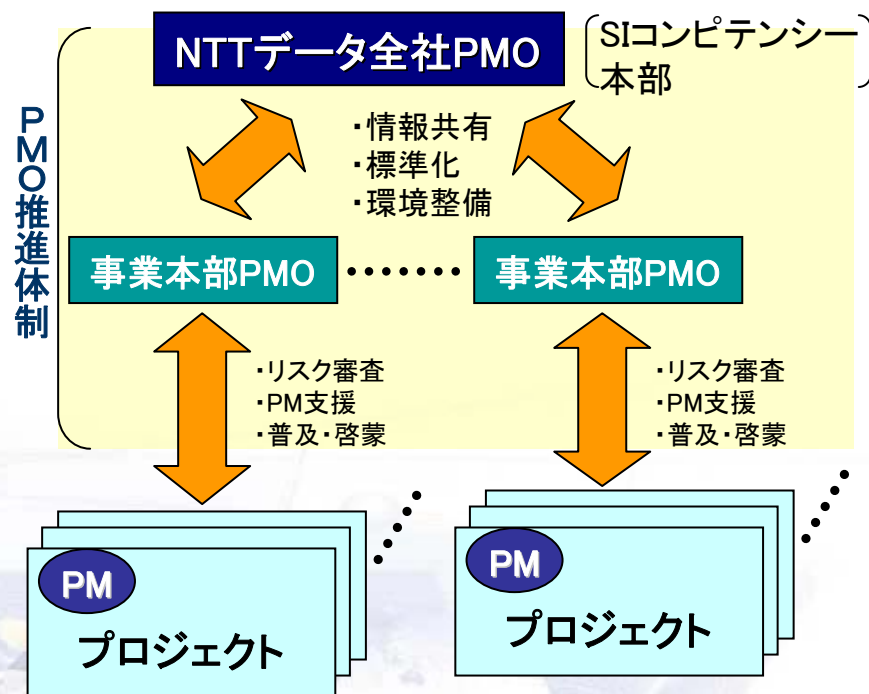 NTTデータ全社PMO
SIコンピテンシー
本部
PMO推進体制
・情報共有
・標準化
・環境整備
事業本部PMO
・・・・・・・
事業本部PMO
・リスク審査
・PM支援
・普及・啓蒙
・リスク審査
・PM支援
・普及・啓蒙
PM
プロジェクト
PM
プロジェクト